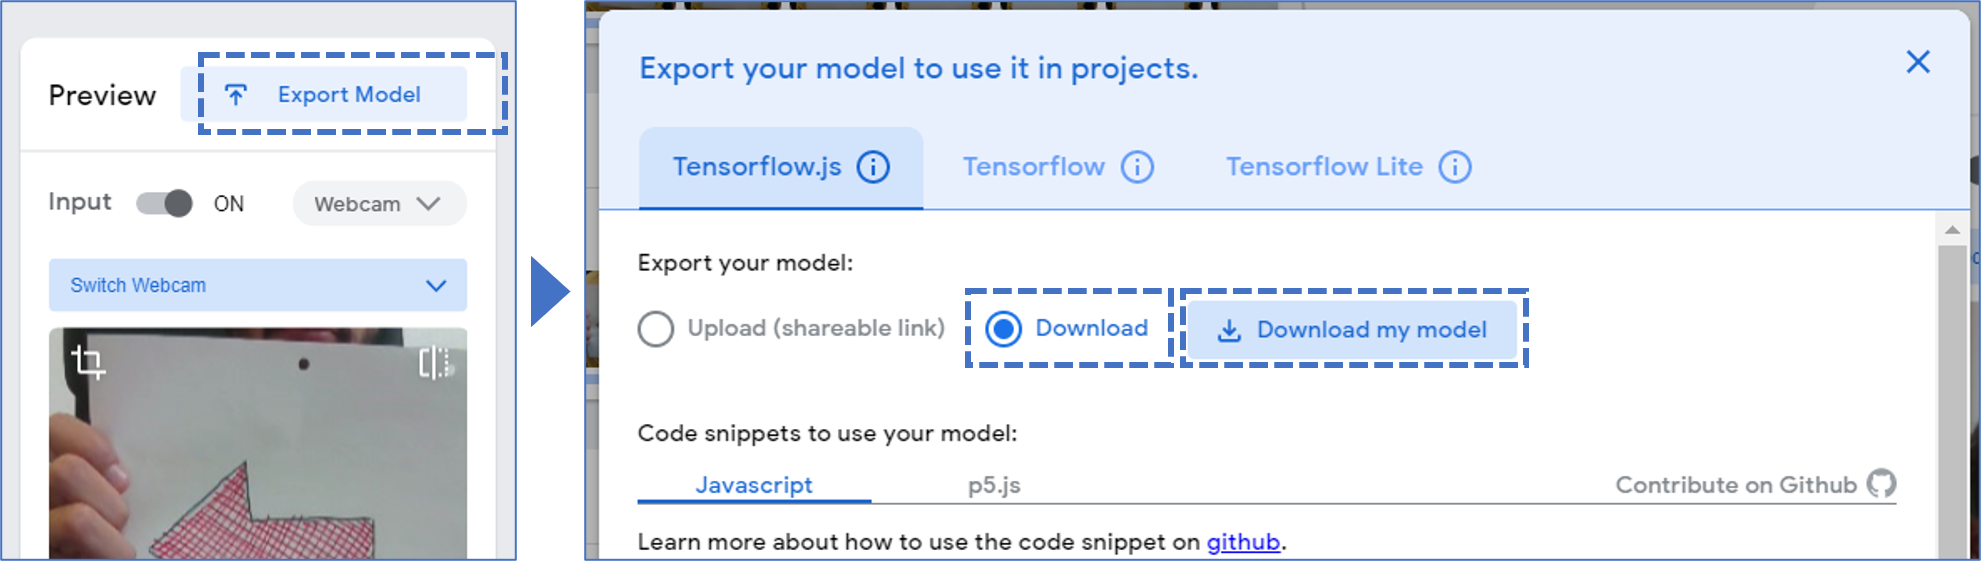 Preview
Export Model
Input ON Webcam
Switch Webcam
Export your model to use it in projects.
Tensorflow.js Tensorflow Tensorflow Lite
Export your model:
Upload (shareable link) Download Download my model
Code snippets to use your model:
Javascript p5.js Contribute on Github
Learn more about how to use the code snippet on github.